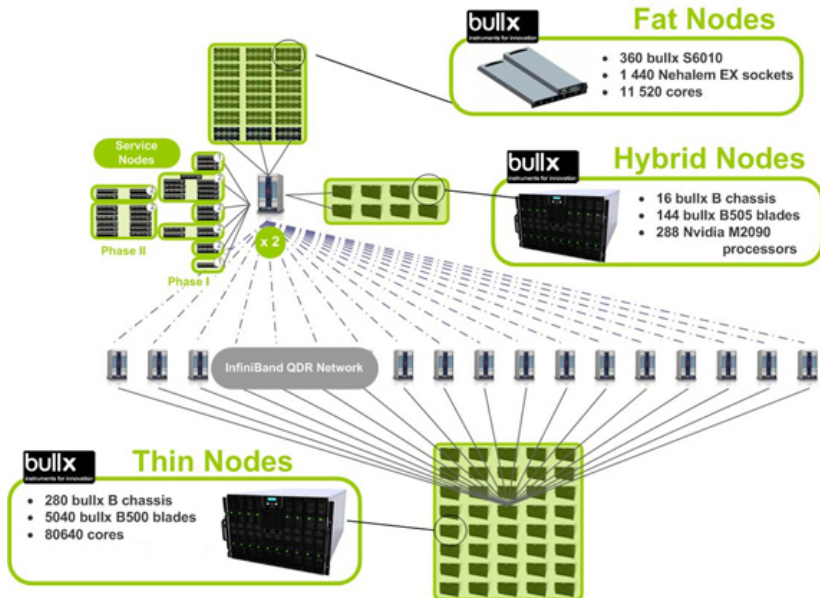 bullx
instruments for innovation
Fat Nodes
• 360 bullx S6010
• 1 440 Nehalem EX sockets
• 11 520 cores
Service
Nodes
bullx
instruments for innovation
Hybrid Nodes
• 16 bullx B chassis
• 144 bullx B505 blades
• 288 Nvidia M2090
processors
Phase II
Phase I
x 2
InfiniBand QDR Network
bullx
instruments for innovation
Thin Nodes
• 280 bullx B chassis
• 5040 bullx B500 blades
• 80640 cores